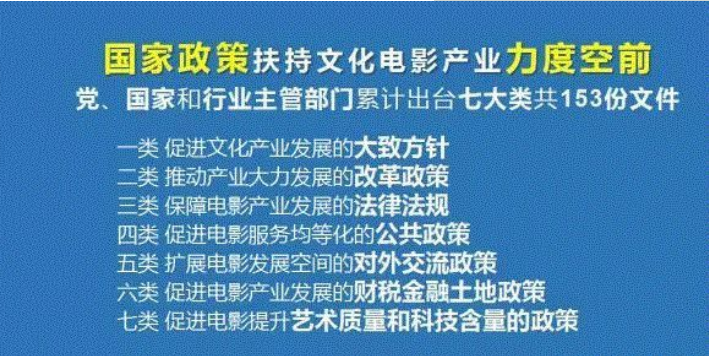 国家政策扶持文化电影产业力度空前
党、国家和行业主管部门累计出台七大类共153份文件
一类 促进文化产业发展的大致方针
二类 推动产业大力发展的改革政策
三类 保障电影产业发展的法律法规
四类 促进电影服务均等化的公共政策
五类 扩展电影发展空间的对外交流政策
六类 促进电影产业发展的财税金融土地政策
七类 促进电影提升艺术质量和科技含量的政策